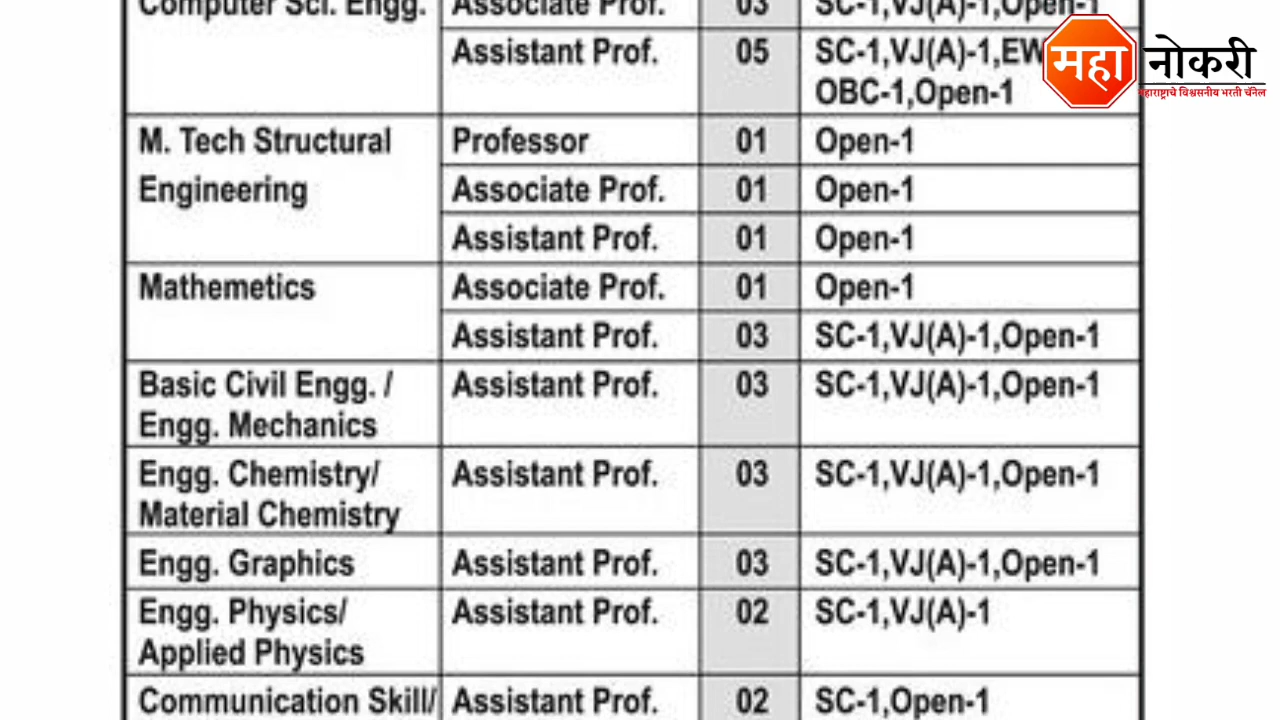 Computer Sci. Engg. Associate Prof. 03 SC-1,VJ(A)-1,Open-1
Assistant Prof. 05 SC-1,VJ(A)-1,
OBC-1,Open-1
महा नोकरी
महाराष्ट्राचे विश्वसनीय भरती चॅनेल
M. Tech Structural Professor 01 Open-1
Engineering Associate Prof. 01 Open-1
Assistant Prof. 01 Open-1
Mathemetics Associate Prof. 01 Open-1
Assistant Prof. 03 SC-1,VJ(A)-1,Open-1
Basic Civil Engg. / Assistant Prof. 03 SC-1,VJ(A)-1,Open-1
Engg. Mechanics
Engg. Chemistry/ Assistant Prof. 03 SC-1,VJ(A)-1,Open-1
Material Chemistry
Engg. Graphics Assistant Prof. 03 SC-1,VJ(A)-1,Open-1
Engg. Physics/ Assistant Prof. 02 SC-1,VJ(A)-1
Applied Physics
Communication Skill/ Assistant Prof. 02 SC-1,Open-1